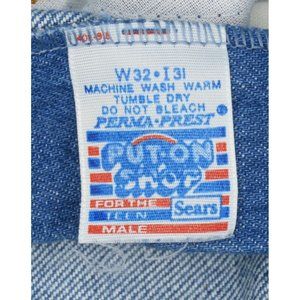 W32·I31
MACHINE WASH WARM
TUMBLE DRY
DO NOT BLEACH
PERMA·PREST
PUT·ON
SHOP
FOR THE
TEEN
MALE
Sears